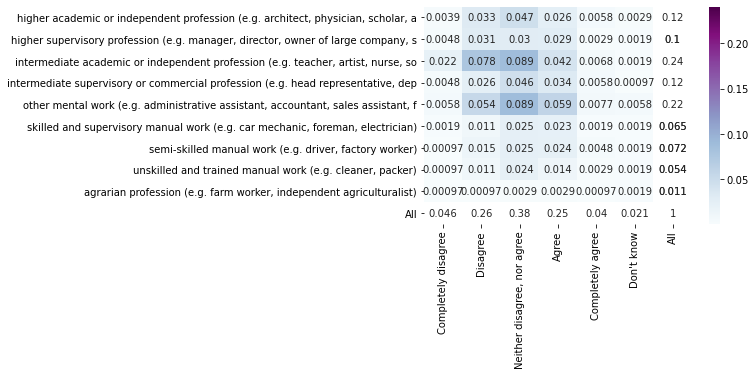 higher academic or independent profession (e.g. architect, physician, scholar, a 0.0039 0.033 0.047 0.026 0.0058 0.0029 0.12
higher supervisory profession (e.g. manager, director, owner of large company, s 0.0048 0.031 0.03 0.029 0.0029 0.0019 0.1
intermediate academic or independent profession (e.g. teacher, artist, nurse, so 0.022 0.078 0.089 0.042 0.0068 0.0019 0.24
intermediate supervisory or commercial profession (e.g. head representative, dep 0.0048 0.026 0.046 0.034 0.0058 0.00097 0.12
other mental work (e.g. administrative assistant, accountant, sales assistant, f 0.0058 0.054 0.089 0.059 0.0077 0.0058 0.22
skilled and supervisory manual work (e.g. car mechanic, foreman, electrician) 0.0019 0.011 0.025 0.023 0.0019 0.0019 0.065
semi-skilled manual work (e.g. driver, factory worker) 0.00097 0.015 0.025 0.024 0.0048 0.0019 0.072
unskilled and trained manual work (e.g. cleaner, packer) 0.00097 0.011 0.024 0.014 0.0029 0.0019 0.054
agrarian profession (e.g. farm worker, independent agriculturalist) 0.00097 0.00097 0.0029 0.0029 0.00097 0.0019 0.011
All 0.046 0.26 0.38 0.25 0.04 0.021 1
Completely disagree
Disagree
Neither disagree, nor agree
Agree
Completely agree
Don't know
All
0.20
0.15
0.10
0.05